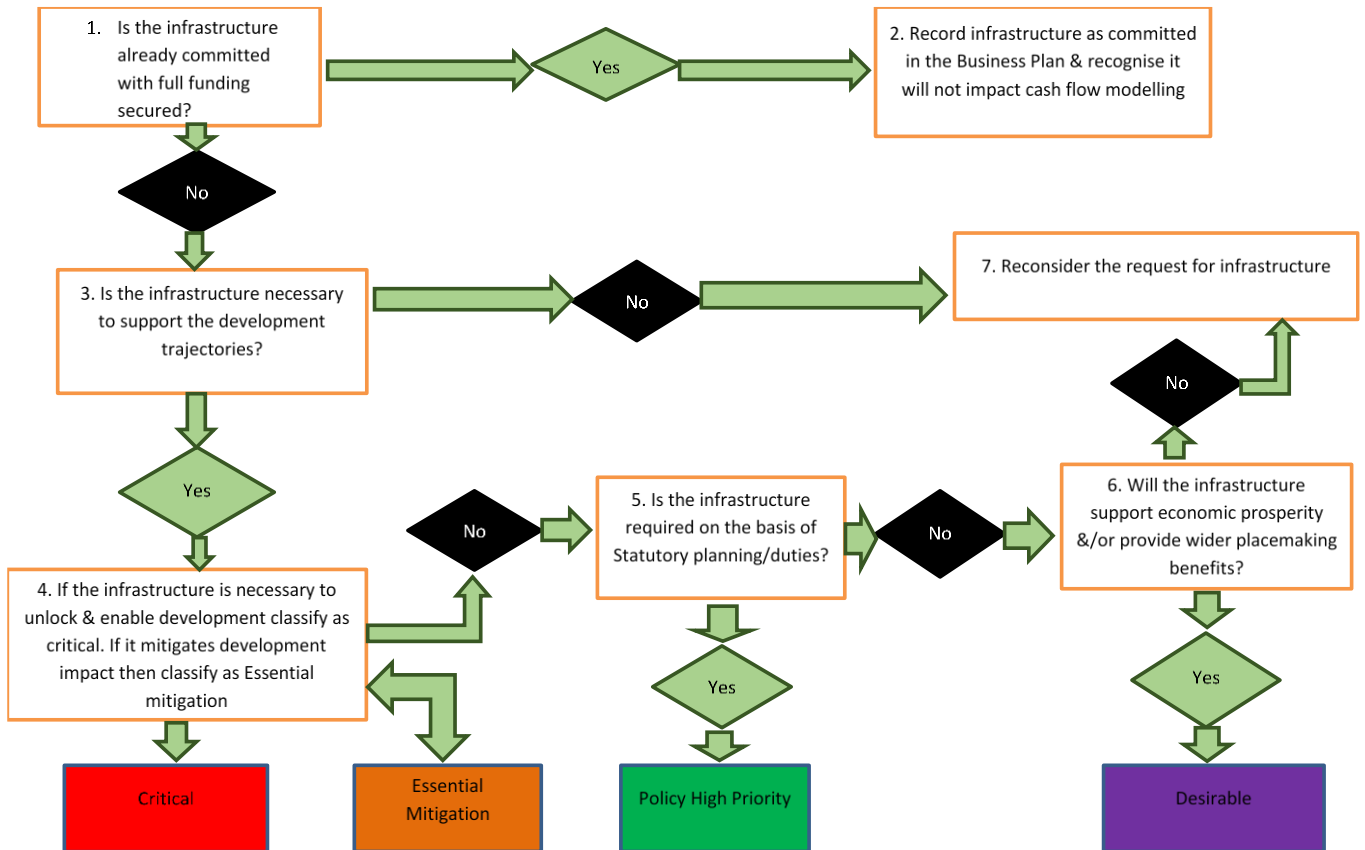 1. Is the infrastructure
already committed
with full funding
secured?
Yes
2. Record infrastructure as committed
in the Business Plan & recognise it
will not impact cash flow modelling
No
3. Is the infrastructure necessary
to support the development
trajectories?
No
7. Reconsider the request for infrastructure
No
Yes
4. If the infrastructure is necessary to
unlock & enable development classify as
critical. If it mitigates development
impact then classify as Essential
mitigation
No
5. Is the infrastructure
required on the basis of
Statutory planning/duties?
No
6. Will the infrastructure
support economic prosperity
&/or provide wider placemaking
benefits?
Yes
Yes
Critical
Essential
Mitigation
Policy High Priority
Desirable